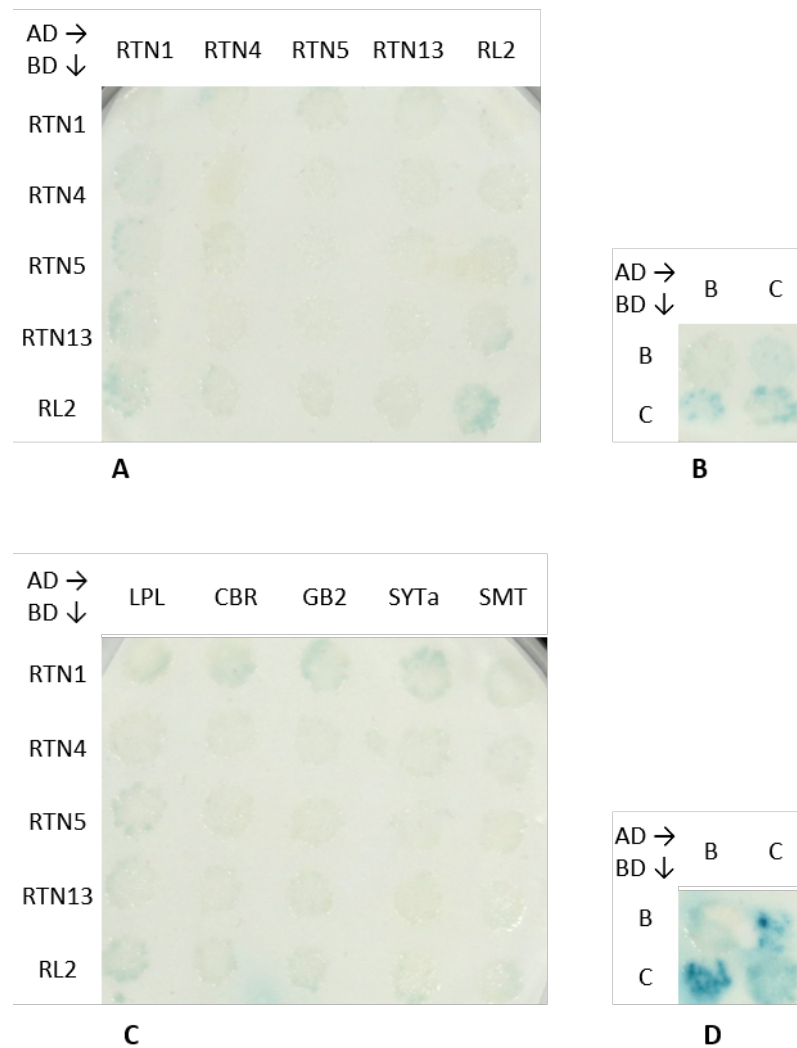 AD →
BD ↓
RTN1 RTN4 RTN5 RTN13 RL2
RTN1
RTN4
RTN5
RTN13
RL2
A
AD →
BD ↓
B C
B
C
B
AD →
BD ↓
LPL CBR GB2 SYTa SMT
RTN1
RTN4
RTN5
RTN13
RL2
C
AD →
BD ↓
B C
B
C
D